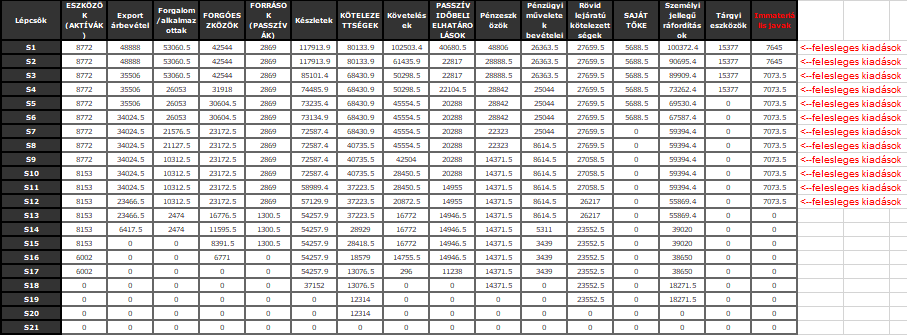 Lépcsők ESZKÖZÖK (AKTÍVÁK) Export árbevétel Forgalom/alkalmazottak FORGÓESZKÖZÖK FORRÁSOK (PASSZÍVÁK) Készletek KÖTELEZETTSÉGEK Követelések PASSZÍV IDŐBELI ELHATÁROLÁSOK Pénzeszközök Pénzügyi műveletek bevételei Rövid lejáratú kötelezettségek SAJÁT TŐKE Személyi jellegű ráfordítások Tárgyi eszközök Immateriális javak
S1 8772 48888 53060.5 42544 2869 117913.9 80133.9 102503.4 40680.5 48806 26363.5 27659.5 5688.5 100372.4 15377 7645 <--felesleges kiadások
S2 8772 48888 53060.5 42544 2869 117913.9 80133.9 61435.9 22817 28888.5 26363.5 27659.5 5688.5 90695.4 15377 7645 <--felesleges kiadások
S3 8772 35506 53060.5 42544 2869 85101.4 68430.9 50298.5 22817 28888.5 26363.5 27659.5 5688.5 89909.4 15377 7073.5 <--felesleges kiadások
S4 8772 35506 26053 31918 2869 74485.9 68430.9 50298.5 22104.5 28842 25044 27659.5 5688.5 73262.4 15377 7073.5 <--felesleges kiadások
S5 8772 35506 26053 30604.5 2869 73235.4 68430.9 45554.5 20288 28842 25044 27659.5 5688.5 69530.4 0 7073.5 <--felesleges kiadások
S6 8772 34024.5 26053 30604.5 2869 73134.9 68430.9 45554.5 20288 28842 25044 27659.5 5688.5 67587.4 0 7073.5 <--felesleges kiadások
S7 8772 34024.5 21576.5 23172.5 2869 72587.4 68430.9 45554.5 20288 22323 25044 27659.5 0 59394.4 0 7073.5 <--felesleges kiadások
S8 8772 34024.5 21127.5 23172.5 2869 72587.4 40735.5 45554.5 20288 22323 8614.5 27659.5 0 59394.4 0 7073.5 <--felesleges kiadások
S9 8772 34024.5 10312.5 23172.5 2869 72587.4 40735.5 42504 20288 14371.5 8614.5 27058.5 0 59394.4 0 7073.5 <--felesleges kiadások
S10 8153 34024.5 10312.5 23172.5 2869 72587.4 40735.5 28450.5 20288 14371.5 8614.5 27058.5 0 59394.4 0 7073.5 <--felesleges kiadások
S11 8153 34024.5 10312.5 23172.5 2869 58989.4 37223.5 28450.5 14955 14371.5 8614.5 27058.5 0 59394.4 0 7073.5 <--felesleges kiadások
S12 8153 23466.5 10312.5 23172.5 2869 57129.9 37223.5 20872.5 14955 14371.5 8614.5 26217 0 55869.4 0 7073.5 <--felesleges kiadások
S13 8153 23466.5 2474 16776.5 1300.5 54257.9 37223.5 16772 14946.5 14371.5 8614.5 26217 0 55869.4 0 0
S14 8153 6417.5 2474 11595.5 1300.5 54257.9 28929 16772 14946.5 14371.5 5311 23552.5 0 39020 0 0
S15 8153 0 0 8391.5 1300.5 54257.9 28418.5 16772 14946.5 14371.5 3439 23552.5 0 39020 0 0
S16 6002 0 0 6771 0 54257.9 18579 14755.5 14946.5 14371.5 3439 23552.5 0 38650 0 0
S17 6002 0 0 0 0 54257.9 13076.5 296 11238 14371.5 3439 23552.5 0 38650 0 0
S18 0 0 0 0 0 37152 13076.5 0 0 14371.5 0 23552.5 0 18271.5 0 0
S19 0 0 0 0 0 0 12314 0 0 0 0 23552.5 0 18271.5 0 0
S20 0 0 0 0 0 0 12314 0 0 0 0 0 0 0 0 0
S21 0 0 0 0 0 0 0 0 0 0 0 0 0 0 0 0